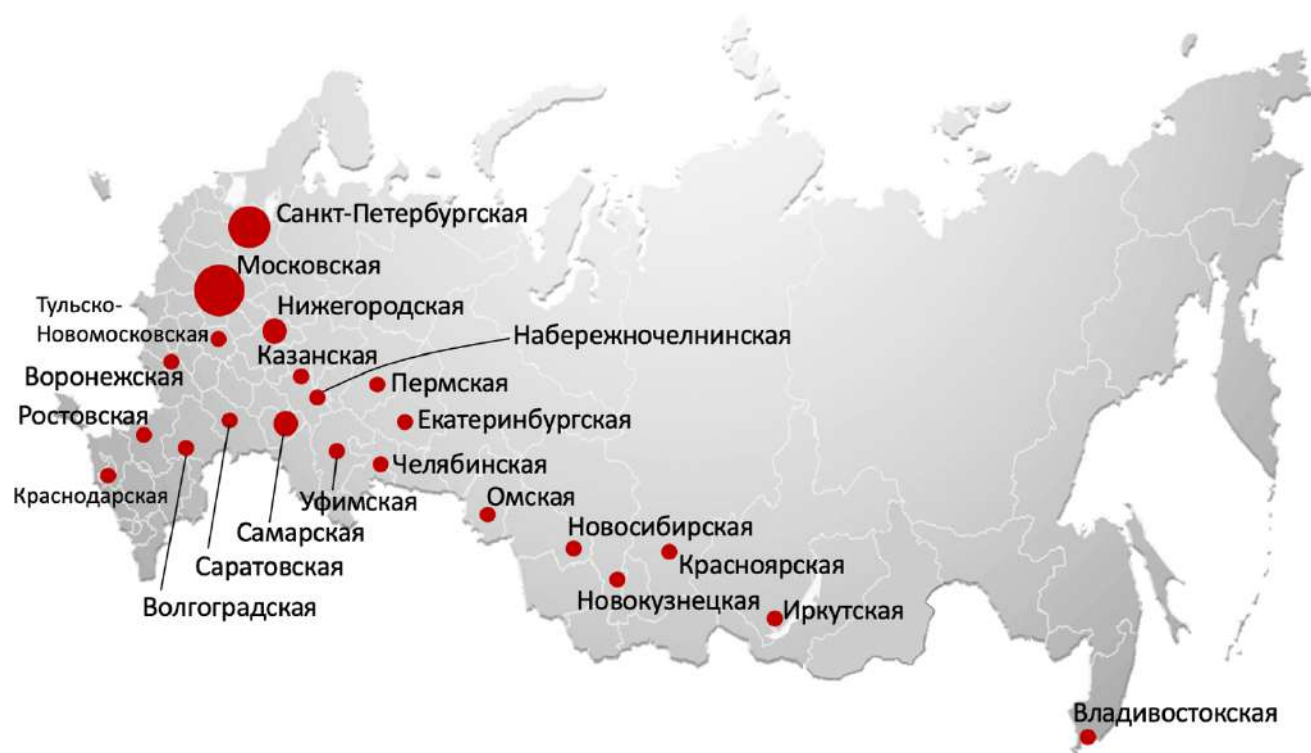 Санкт-Петербургская
Московская
Тульско-
Новомосковская
Нижегородская
Набережночелнинская
Казанская
Воронежская
Пермская
Ростовская
Екатеринбургская
Челябинская
Краснодарская
Уфимская
Омская
Самарская
Новосибирская
Саратовская
Красноярская
Волгоградская
Новокузнецкая
Иркутская
Владивостокская